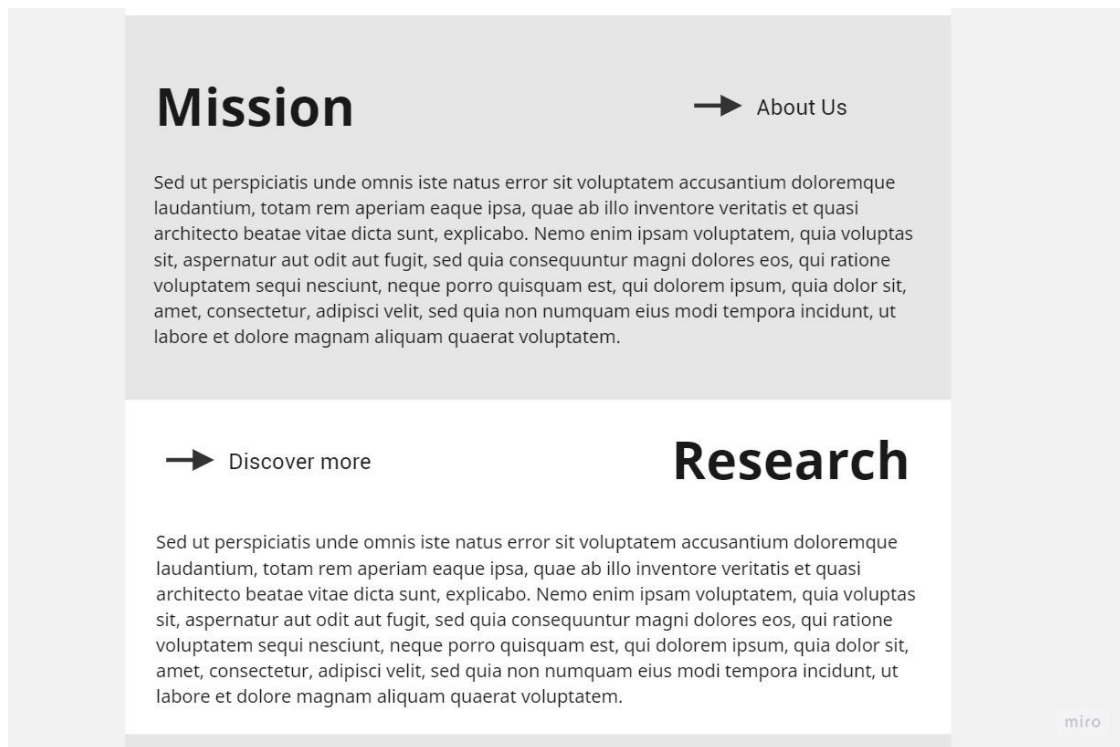 Mission
About Us
Sed ut perspiciatis unde omnis iste natus error sit voluptatem accusantium doloremque
laudantium, totam rem aperiam eaque ipsa, quae ab illo inventore veritatis et quasi
architecto beatae vitae dicta sunt, explicabo. Nemo enim ipsam voluptatem, quia voluptas
sit, aspernatur aut odit aut fugit, sed quia consequuntur magni dolores eos, qui ratione
voluptatem sequi nesciunt, neque porro quisquam est, qui dolorem ipsum, quia dolor sit,
amet, consectetur, adipisci velit, sed quia non numquam eius modi tempora incidunt, ut
labore et dolore magnam aliquam quaerat voluptatem.
Discover more
Research
Sed ut perspiciatis unde omnis iste natus error sit voluptatem accusantium doloremque
laudantium, totam rem aperiam eaque ipsa, quae ab illo inventore veritatis et quasi
architecto beatae vitae dicta sunt, explicabo. Nemo enim ipsam voluptatem, quia voluptas
sit, aspernatur aut odit aut fugit, sed quia consequuntur magni dolores eos, qui ratione
voluptatem sequi nesciunt, neque porro quisquam est, qui dolorem ipsum, quia dolor sit,
amet, consectetur, adipisci velit, sed quia non numquam eius modi tempora incidunt, ut
labore et dolore magnam aliquam quaerat voluptatem.
miro